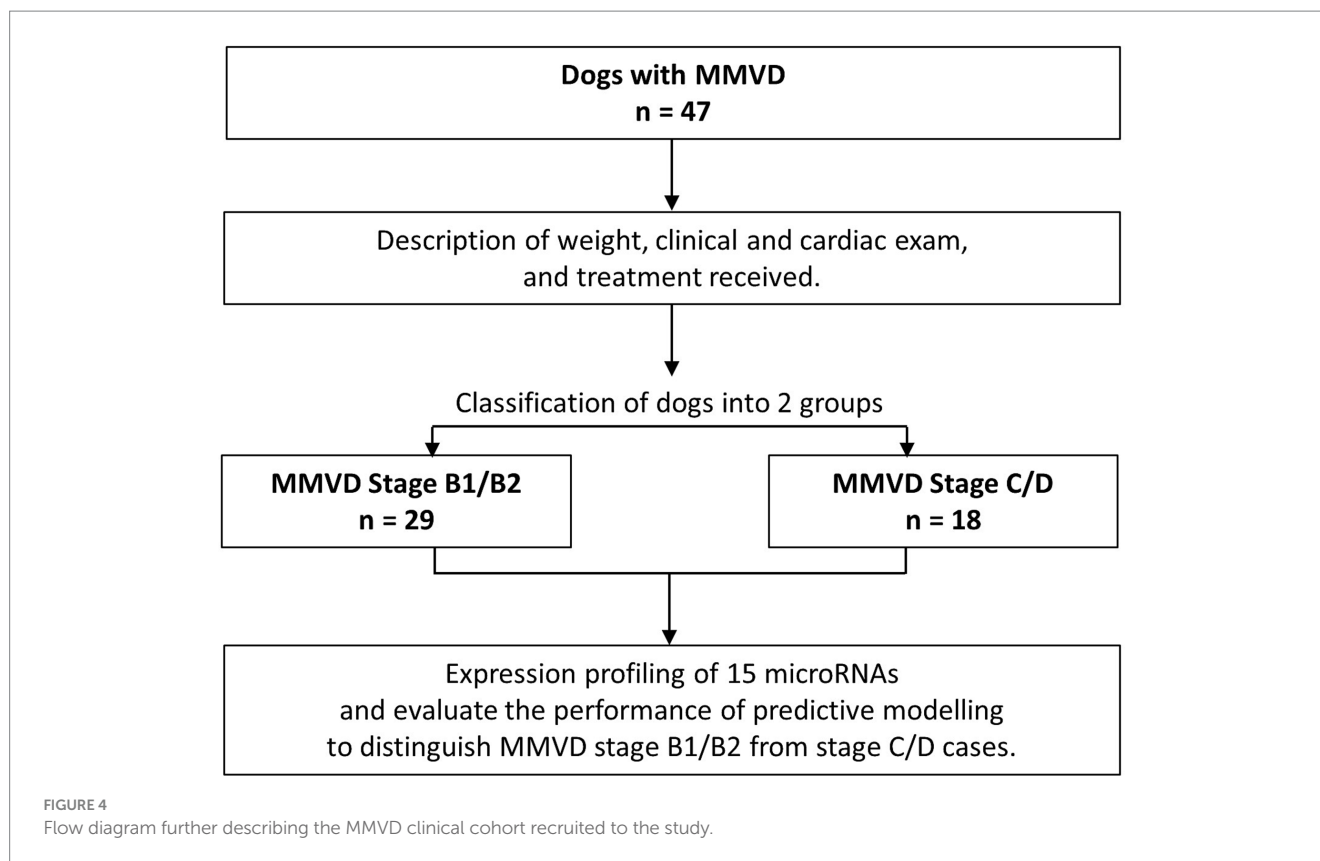 Dogs with MMVD
n = 47
Description of weight, clinical and cardiac exam,
and treatment received.
Classification of dogs into 2 groups
MMVD Stage B1/B2
n = 29
MMVD Stage C/D
n = 18
Expression profiling of 15 microRNAs
and evaluate the performance of predictive modelling
to distinguish MMVD stage B1/B2 from stage C/D cases.
FIGURE 4
Flow diagram further describing the MMVD clinical cohort recruited to the study.